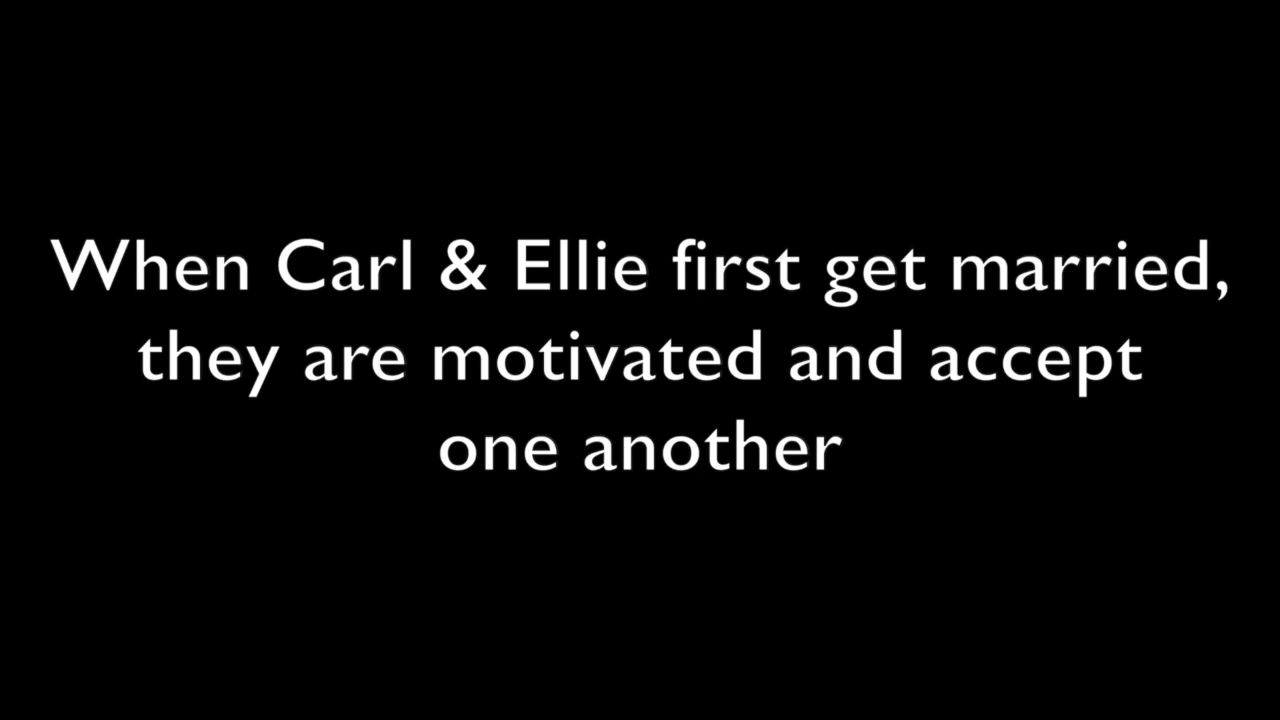 When Carl & Ellie first get married,
they are motivated and accept
one another